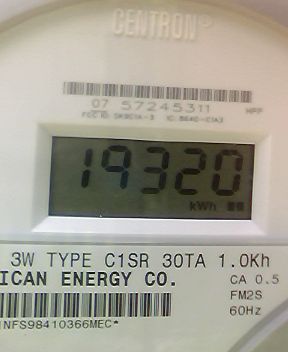 CENTRON®
07 57245311
19320
kWh
3W TYPE C1SR 30TA 1.0Kh
ICAN ENERGY CO.
CA 0.5
FM2S
60Hz
NFS98410366MEC*